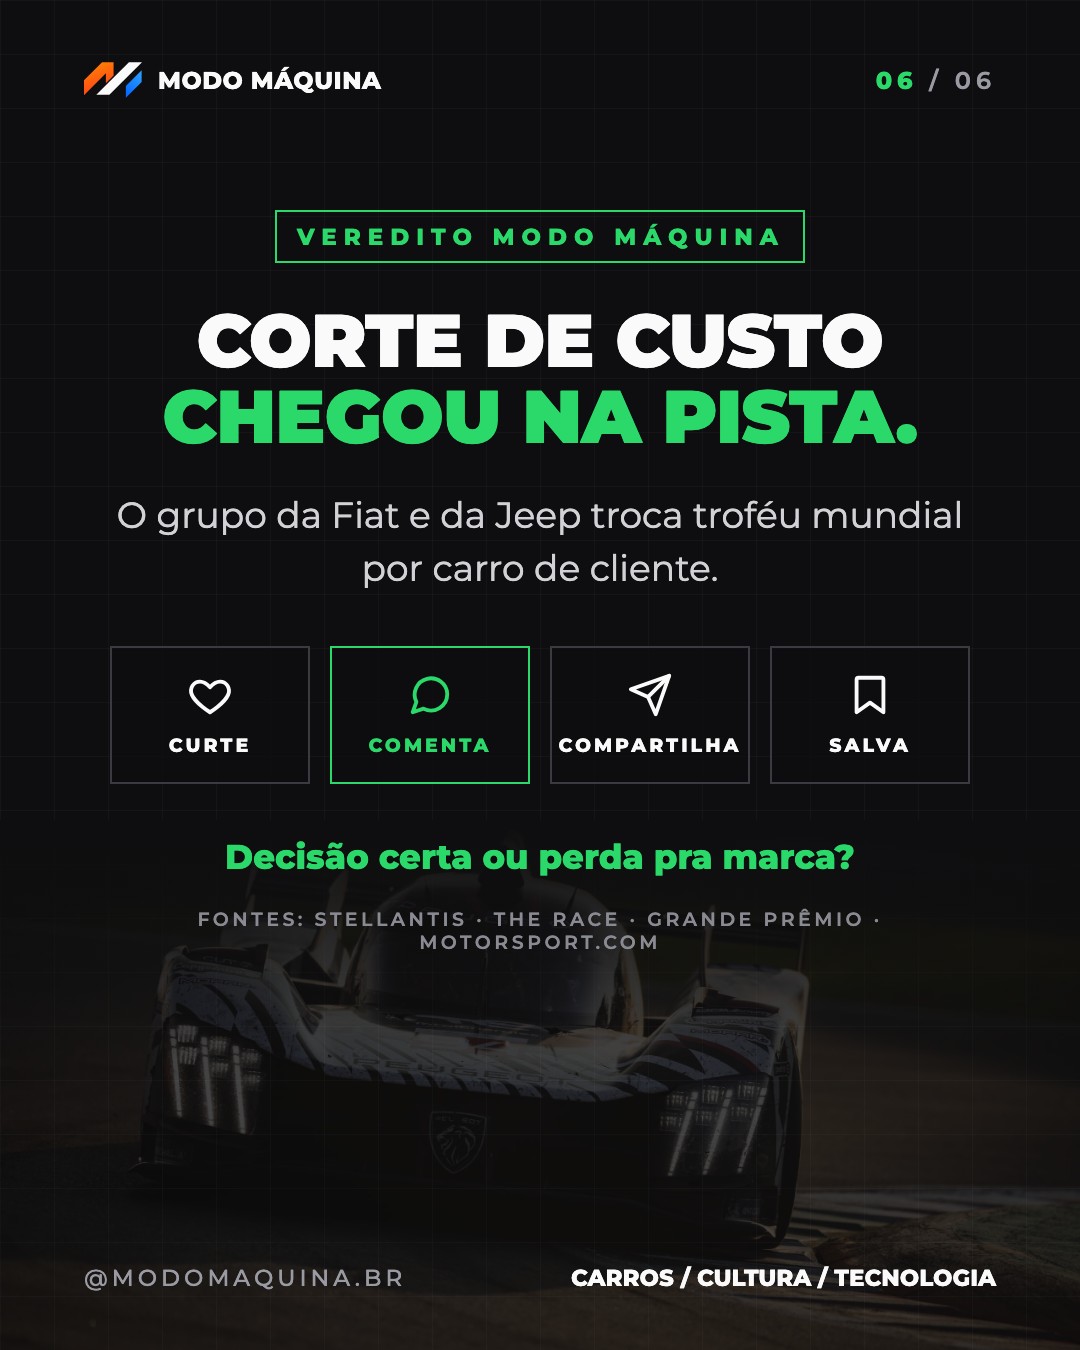 MODO MÁQUINA
06 / 06
VEREDITO MODO MÁQUINA
CORTE DE CUSTO
CHEGOU NA PISTA.
O grupo da Fiat e da Jeep troca troféu mundial
por carro de cliente.
CURTE
COMENTA
COMPARTILHA
SALVA
Decisão certa ou perda pra marca?
FONTES: STELLANTIS · THE RACE · GRANDE PRÊMIO ·
MOTORSPORT.COM
PEUGEOT
@MODOMAQUINA.BR
CARROS / CULTURA / TECNOLOGIA